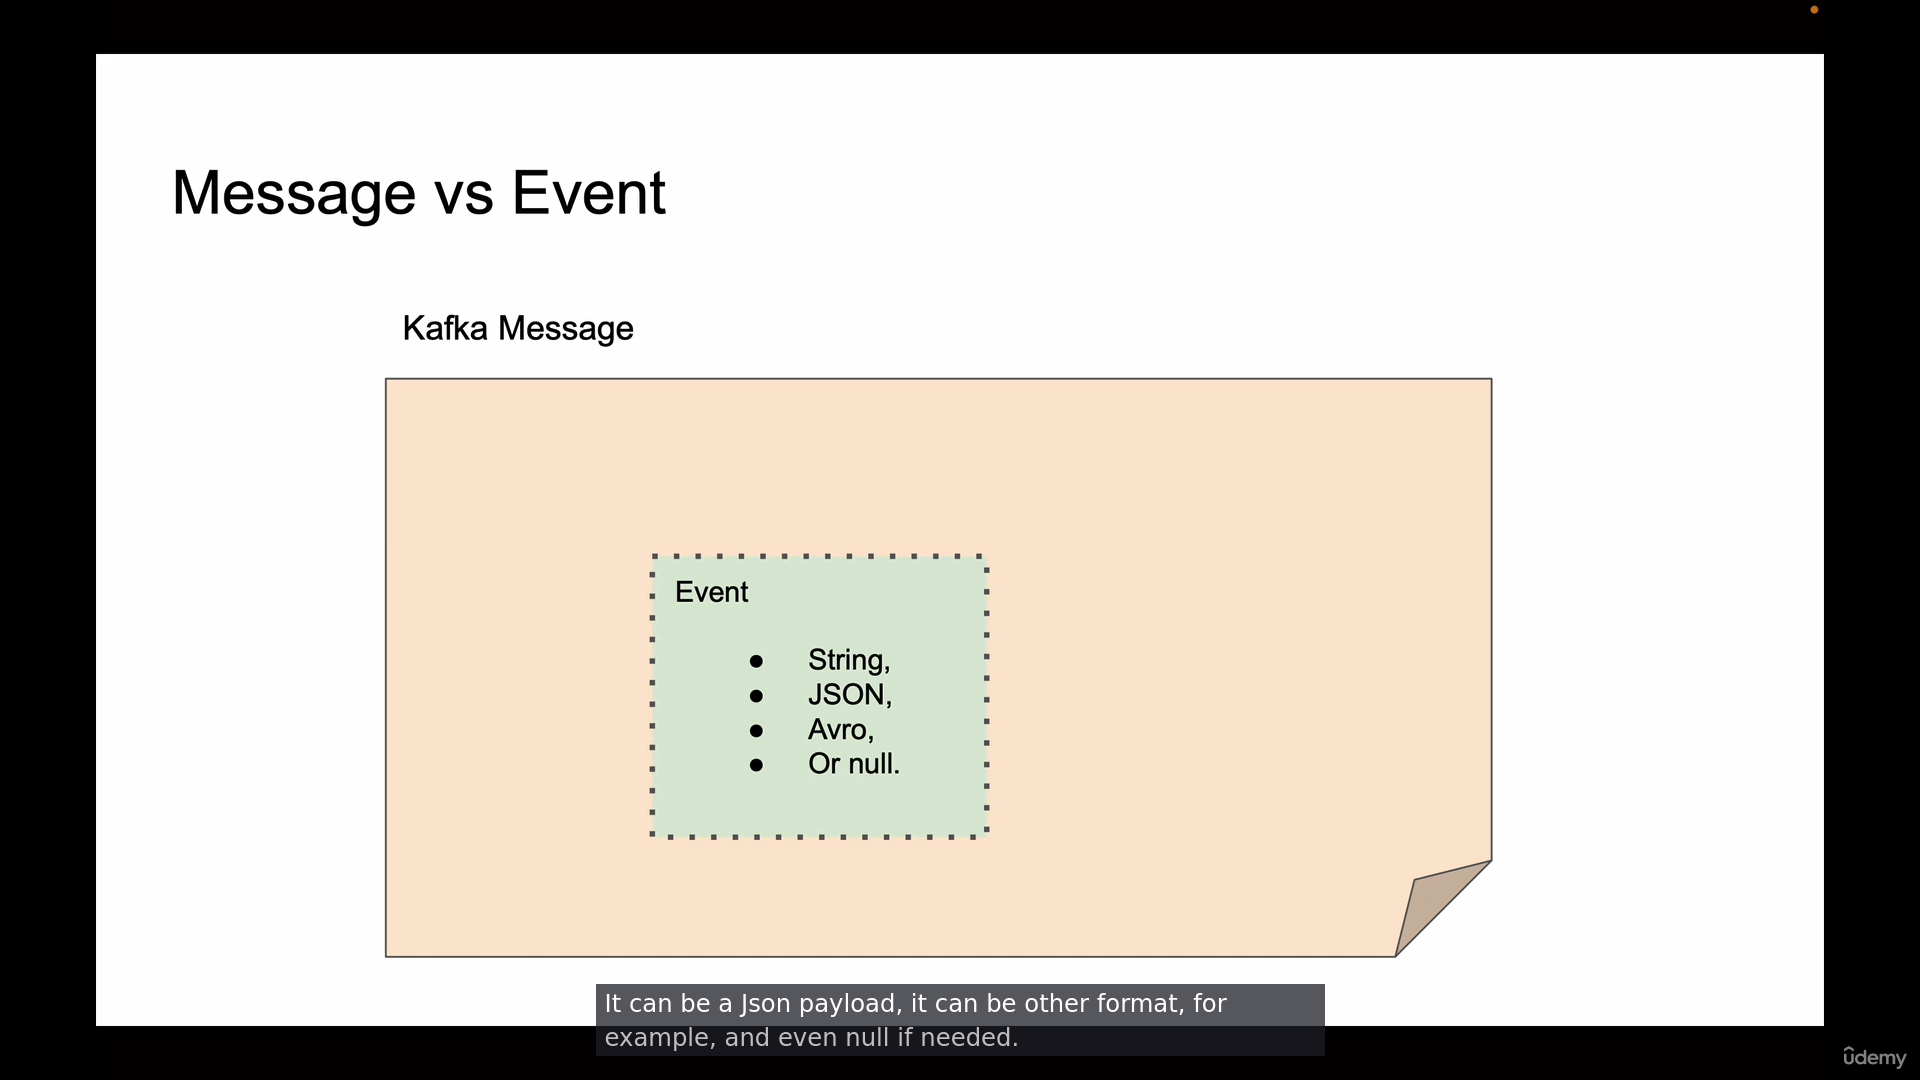 Message vs Event
Kafka Message
Event
● String,
● JSON,
● Avro,
● Or null.
It can be a Json payload, it can be other format, for
example, and even null if needed.
ûdemy